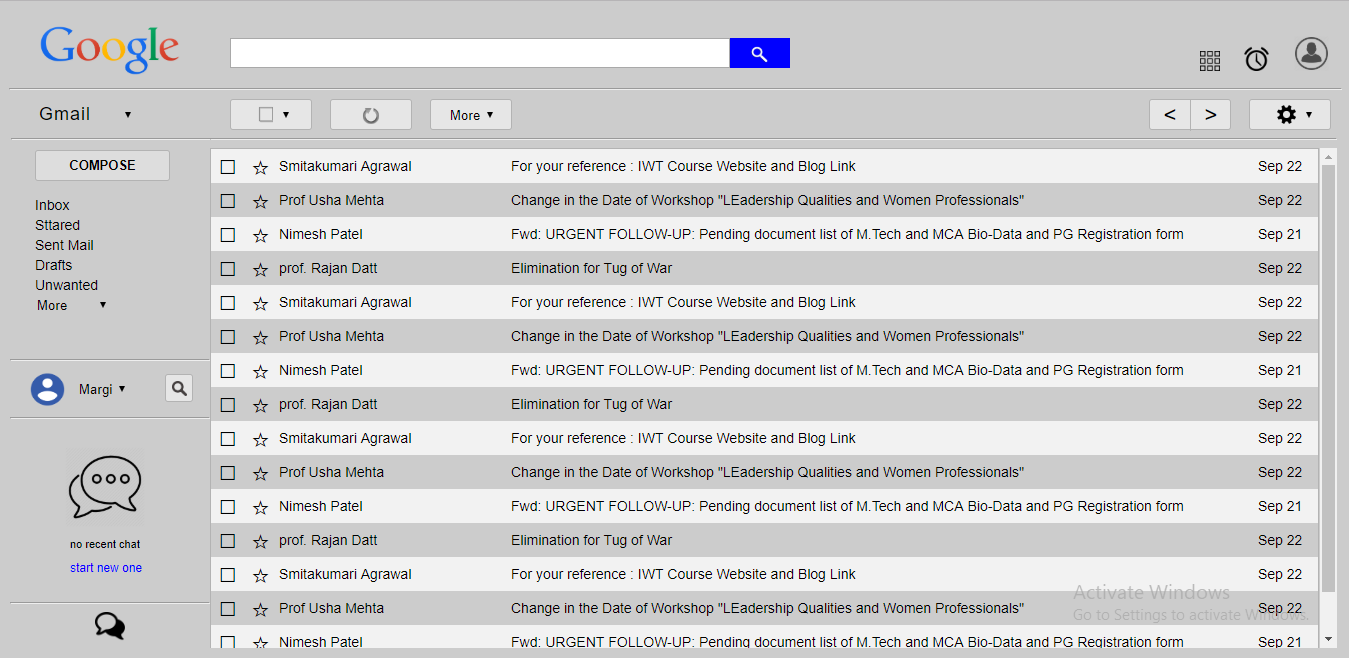 Google
Gmail
More
< >
COMPOSE
Inbox
Sttared
Sent Mail
Drafts
Unwanted
More
Margi
no recent chat
start new one
Smitakumari Agrawal For your reference : IWT Course Website and Blog Link Sep 22
Prof Usha Mehta Change in the Date of Workshop "LEadership Qualities and Women Professionals" Sep 22
Nimesh Patel Fwd: URGENT FOLLOW-UP: Pending document list of M.Tech and MCA Bio-Data and PG Registration form Sep 21
prof. Rajan Datt Elimination for Tug of War Sep 22
Smitakumari Agrawal For your reference : IWT Course Website and Blog Link Sep 22
Prof Usha Mehta Change in the Date of Workshop "LEadership Qualities and Women Professionals" Sep 22
Nimesh Patel Fwd: URGENT FOLLOW-UP: Pending document list of M.Tech and MCA Bio-Data and PG Registration form Sep 21
prof. Rajan Datt Elimination for Tug of War Sep 22
Smitakumari Agrawal For your reference : IWT Course Website and Blog Link Sep 22
Prof Usha Mehta Change in the Date of Workshop "LEadership Qualities and Women Professionals" Sep 22
Nimesh Patel Fwd: URGENT FOLLOW-UP: Pending document list of M.Tech and MCA Bio-Data and PG Registration form Sep 21
prof. Rajan Datt Elimination for Tug of War Sep 22
Smitakumari Agrawal For your reference : IWT Course Website and Blog Link Sep 22
Prof Usha Mehta Change in the Date of Workshop "LEadership Qualities and Women Professionals" Sep 22
Nimesh Patel Fwd: URGENT FOLLOW-UP: Pending document list of M.Tech and MCA Bio-Data and PG Registration form Sep 21
Activate Windows
Go to Settings to activate Windows.